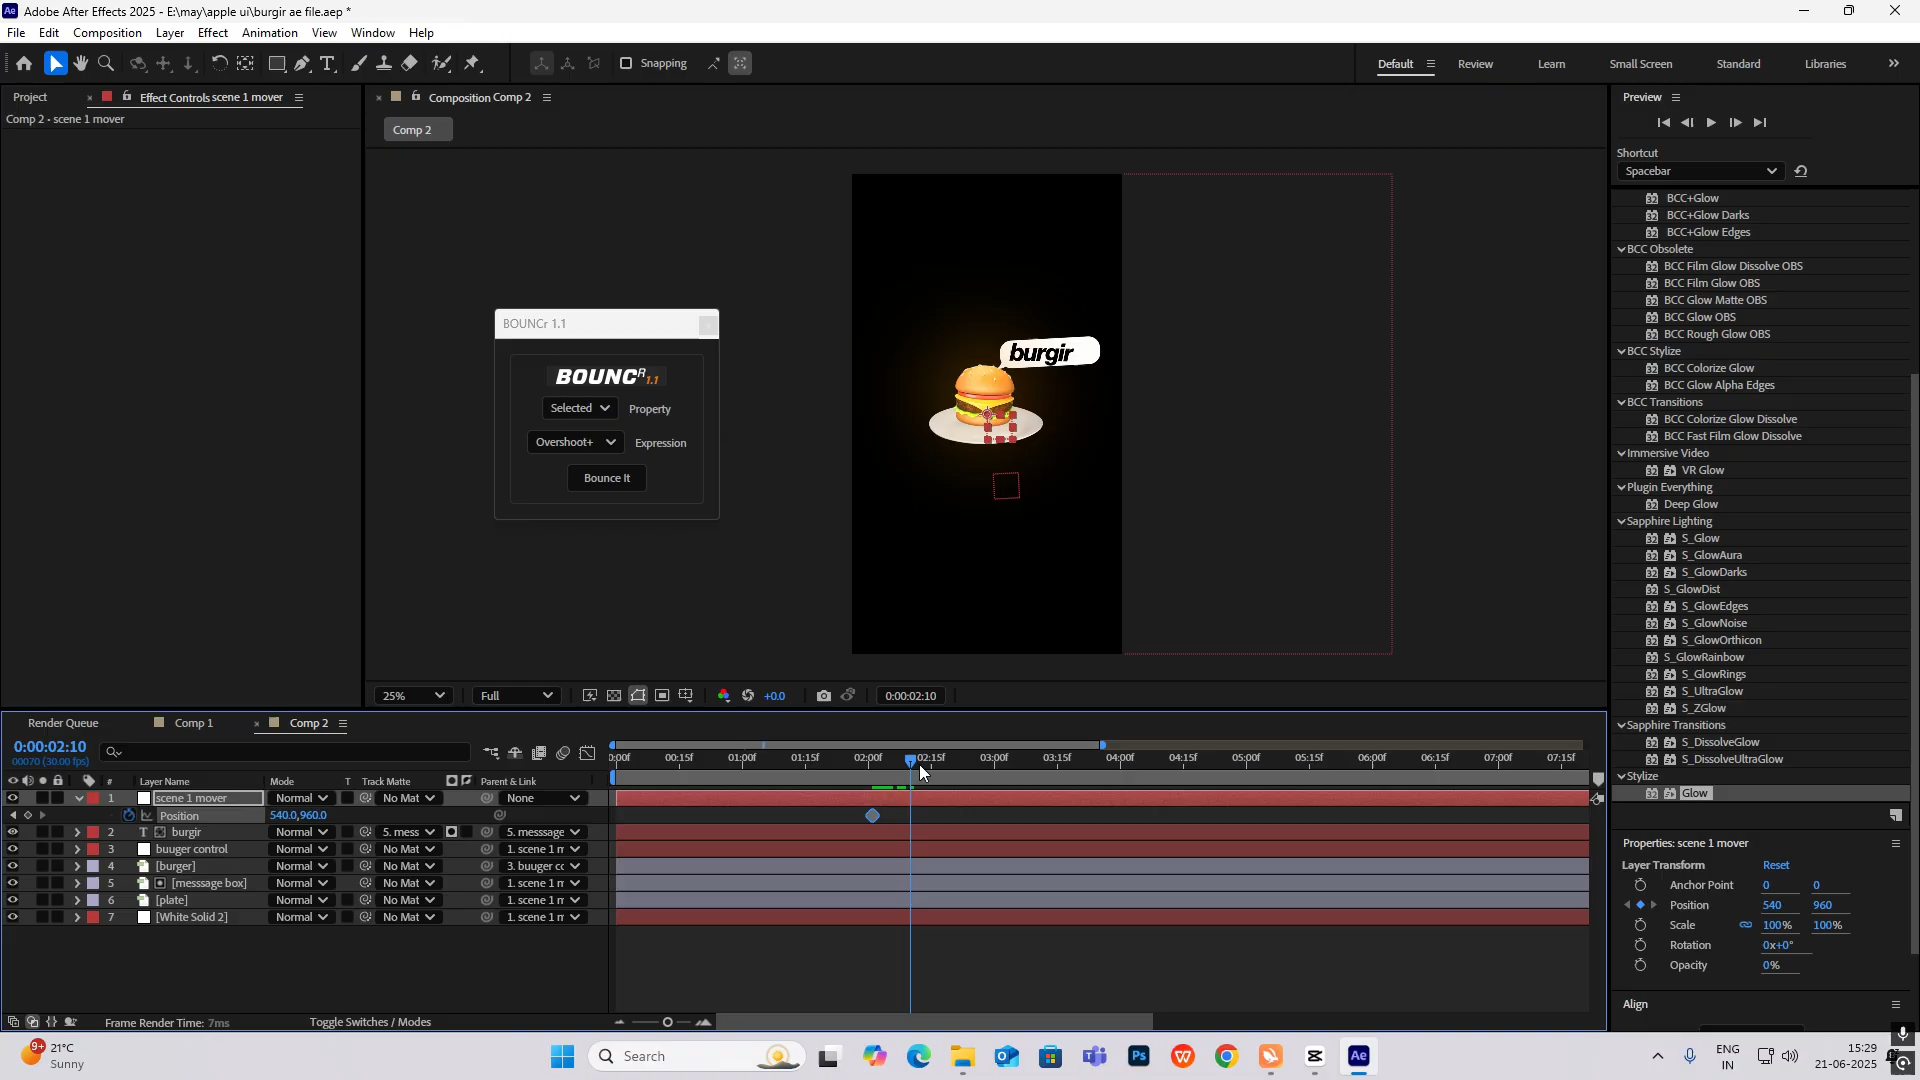 Adobe After Effects 2025 - E:\may\apple ui\burgir ae file.aep *
File Edit Composition Layer Effect Animation View Window Help
Snapping
Default Review Learn Small Screen Standard Libraries
Project Effect Controls scene 1 mover
Comp 2 - scene 1 mover
Composition Comp 2
Comp 2
burgir
BOUNCr 1.1
BOUNCR 1.1
Selected Property
Overshoot+ Expression
Bounce It
25% Full +0.0 0:00:02:10
Preview
Shortcut
Spacebar
BCC+Glow
BCC+Glow Darks
BCC+Glow Edges
BCC Obsolete
BCC Film Glow Dissolve OBS
BCC Film Glow OBS
BCC Glow Matte OBS
BCC Glow OBS
BCC Rough Glow OBS
BCC Stylize
BCC Colorize Glow
BCC Glow Alpha Edges
BCC Transitions
BCC Colorize Glow Dissolve
BCC Fast Film Glow Dissolve
Immersive Video
VR Glow
Plugin Everything
Deep Glow
Sapphire Lighting
S_Glow
S_GlowAura
S_GlowDarks
S_GlowDist
S_GlowEdges
S_GlowNoise
S_GlowOrthicon
S_GlowRainbow
S_GlowRings
S_UltraGlow
S_ZGlow
Sapphire Transitions
S_DissolveGlow
S_DissolveUltraGlow
Stylize
Glow
Properties: scene 1 mover
Layer Transform Reset
Anchor Point 0 0
Position 540 960
Scale 100% 100%
Rotation 0x+0°
Opacity 0%
Align
Render Queue Comp 1 Comp 2
0:00:02:10
00070 (30.00 fps)
:00f 00:15f 01:00f 01:15f 02:00f 02:15f 03:00f 03:15f 04:00f 04:15f 05:00f 05:15f 06:00f 06:15f 07:00f 07:15f
# Layer Name Mode T Track Matte Parent & Link
1 scene 1 mover Normal No Mat None
Position 540.0,960.0
2 T burgir Normal 5. mess 5. messsage
3 buuger control Normal No Mat 1. scene 1 m
4 [burger] Normal No Mat 3. buuger cc
5 [messsage box] Normal No Mat 1. scene 1 m
6 [plate] Normal No Mat 1. scene 1 m
7 [White Solid 2] Normal No Mat 1. scene 1 m
Frame Render Time: 7ms Toggle Switches / Modes
9+ 21°C
Sunny
Search
ENG
IN
15:29
21-06-2025